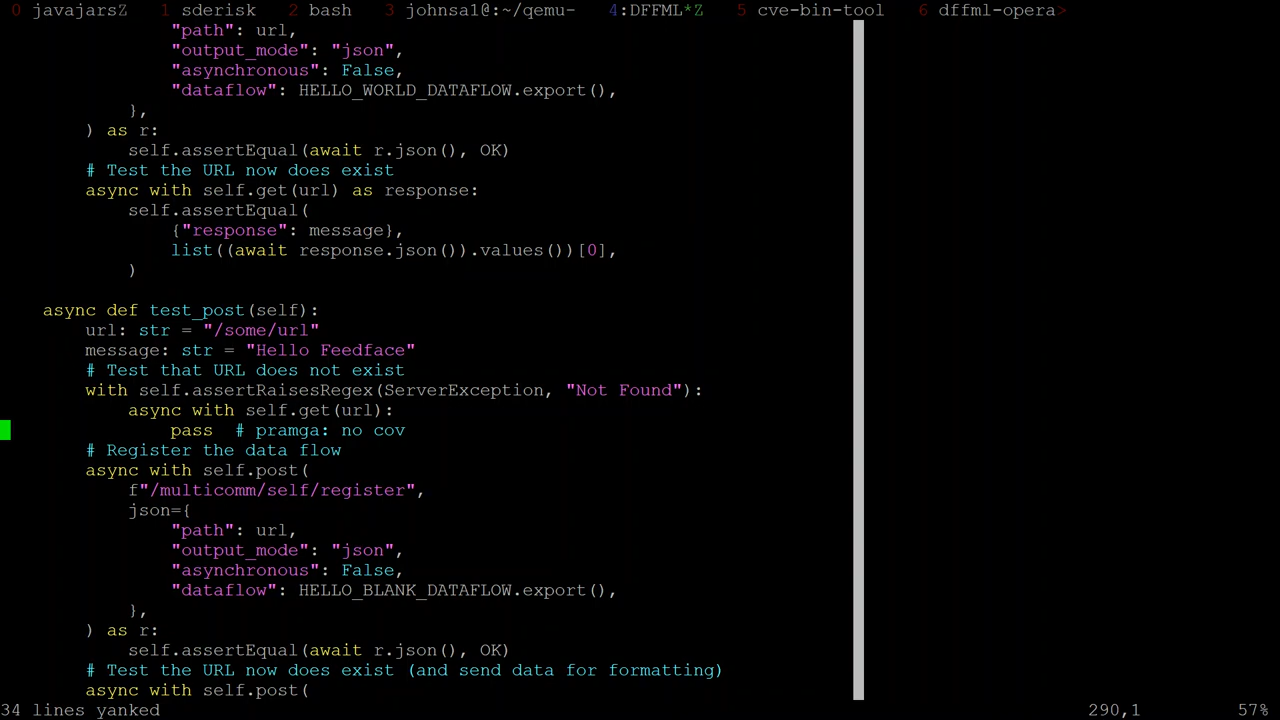 0 javajarsZ 1 sderisk 2 bash 3 johnsa1@:~/qemu- 4:DFFML*Z 5 cve-bin-tool 6 dffml-opera>
"path": url,
"output_mode": "json",
"asynchronous": False,
"dataflow": HELLO_WORLD_DATAFLOW.export(),
},
) as r:
self.assertEqual(await r.json(), OK)
# Test the URL now does exist
async with self.get(url) as response:
self.assertEqual(
{"response": message},
list((await response.json()).values())[0],
)
async def test_post(self):
url: str = "/some/url"
message: str = "Hello Feedface"
# Test that URL does not exist
with self.assertRaisesRegex(ServerException, "Not Found"):
async with self.get(url):
pass  # pramga: no cov
# Register the data flow
async with self.post(
f"/multicomm/self/register",
json={
"path": url,
"output_mode": "json",
"asynchronous": False,
"dataflow": HELLO_BLANK_DATAFLOW.export(),
},
) as r:
self.assertEqual(await r.json(), OK)
# Test the URL now does exist (and send data for formatting)
async with self.post(
34 lines yanked 290,1 57%